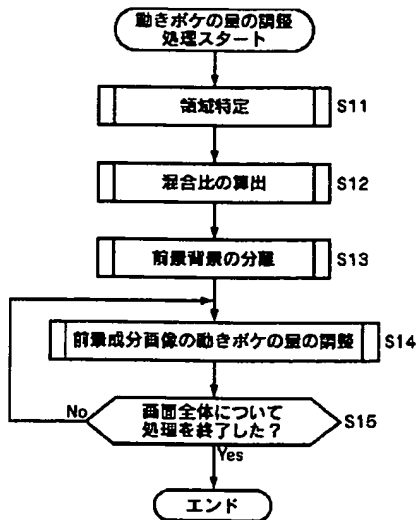 動きボケの量の調整
処理スタート
領域特定
S11
混合比の算出
S12
前景背景の分離
S13
前景成分画像の動きボケの量の調整
S14
画面全体について
処理を終了した?
S15
No
Yes
エンド